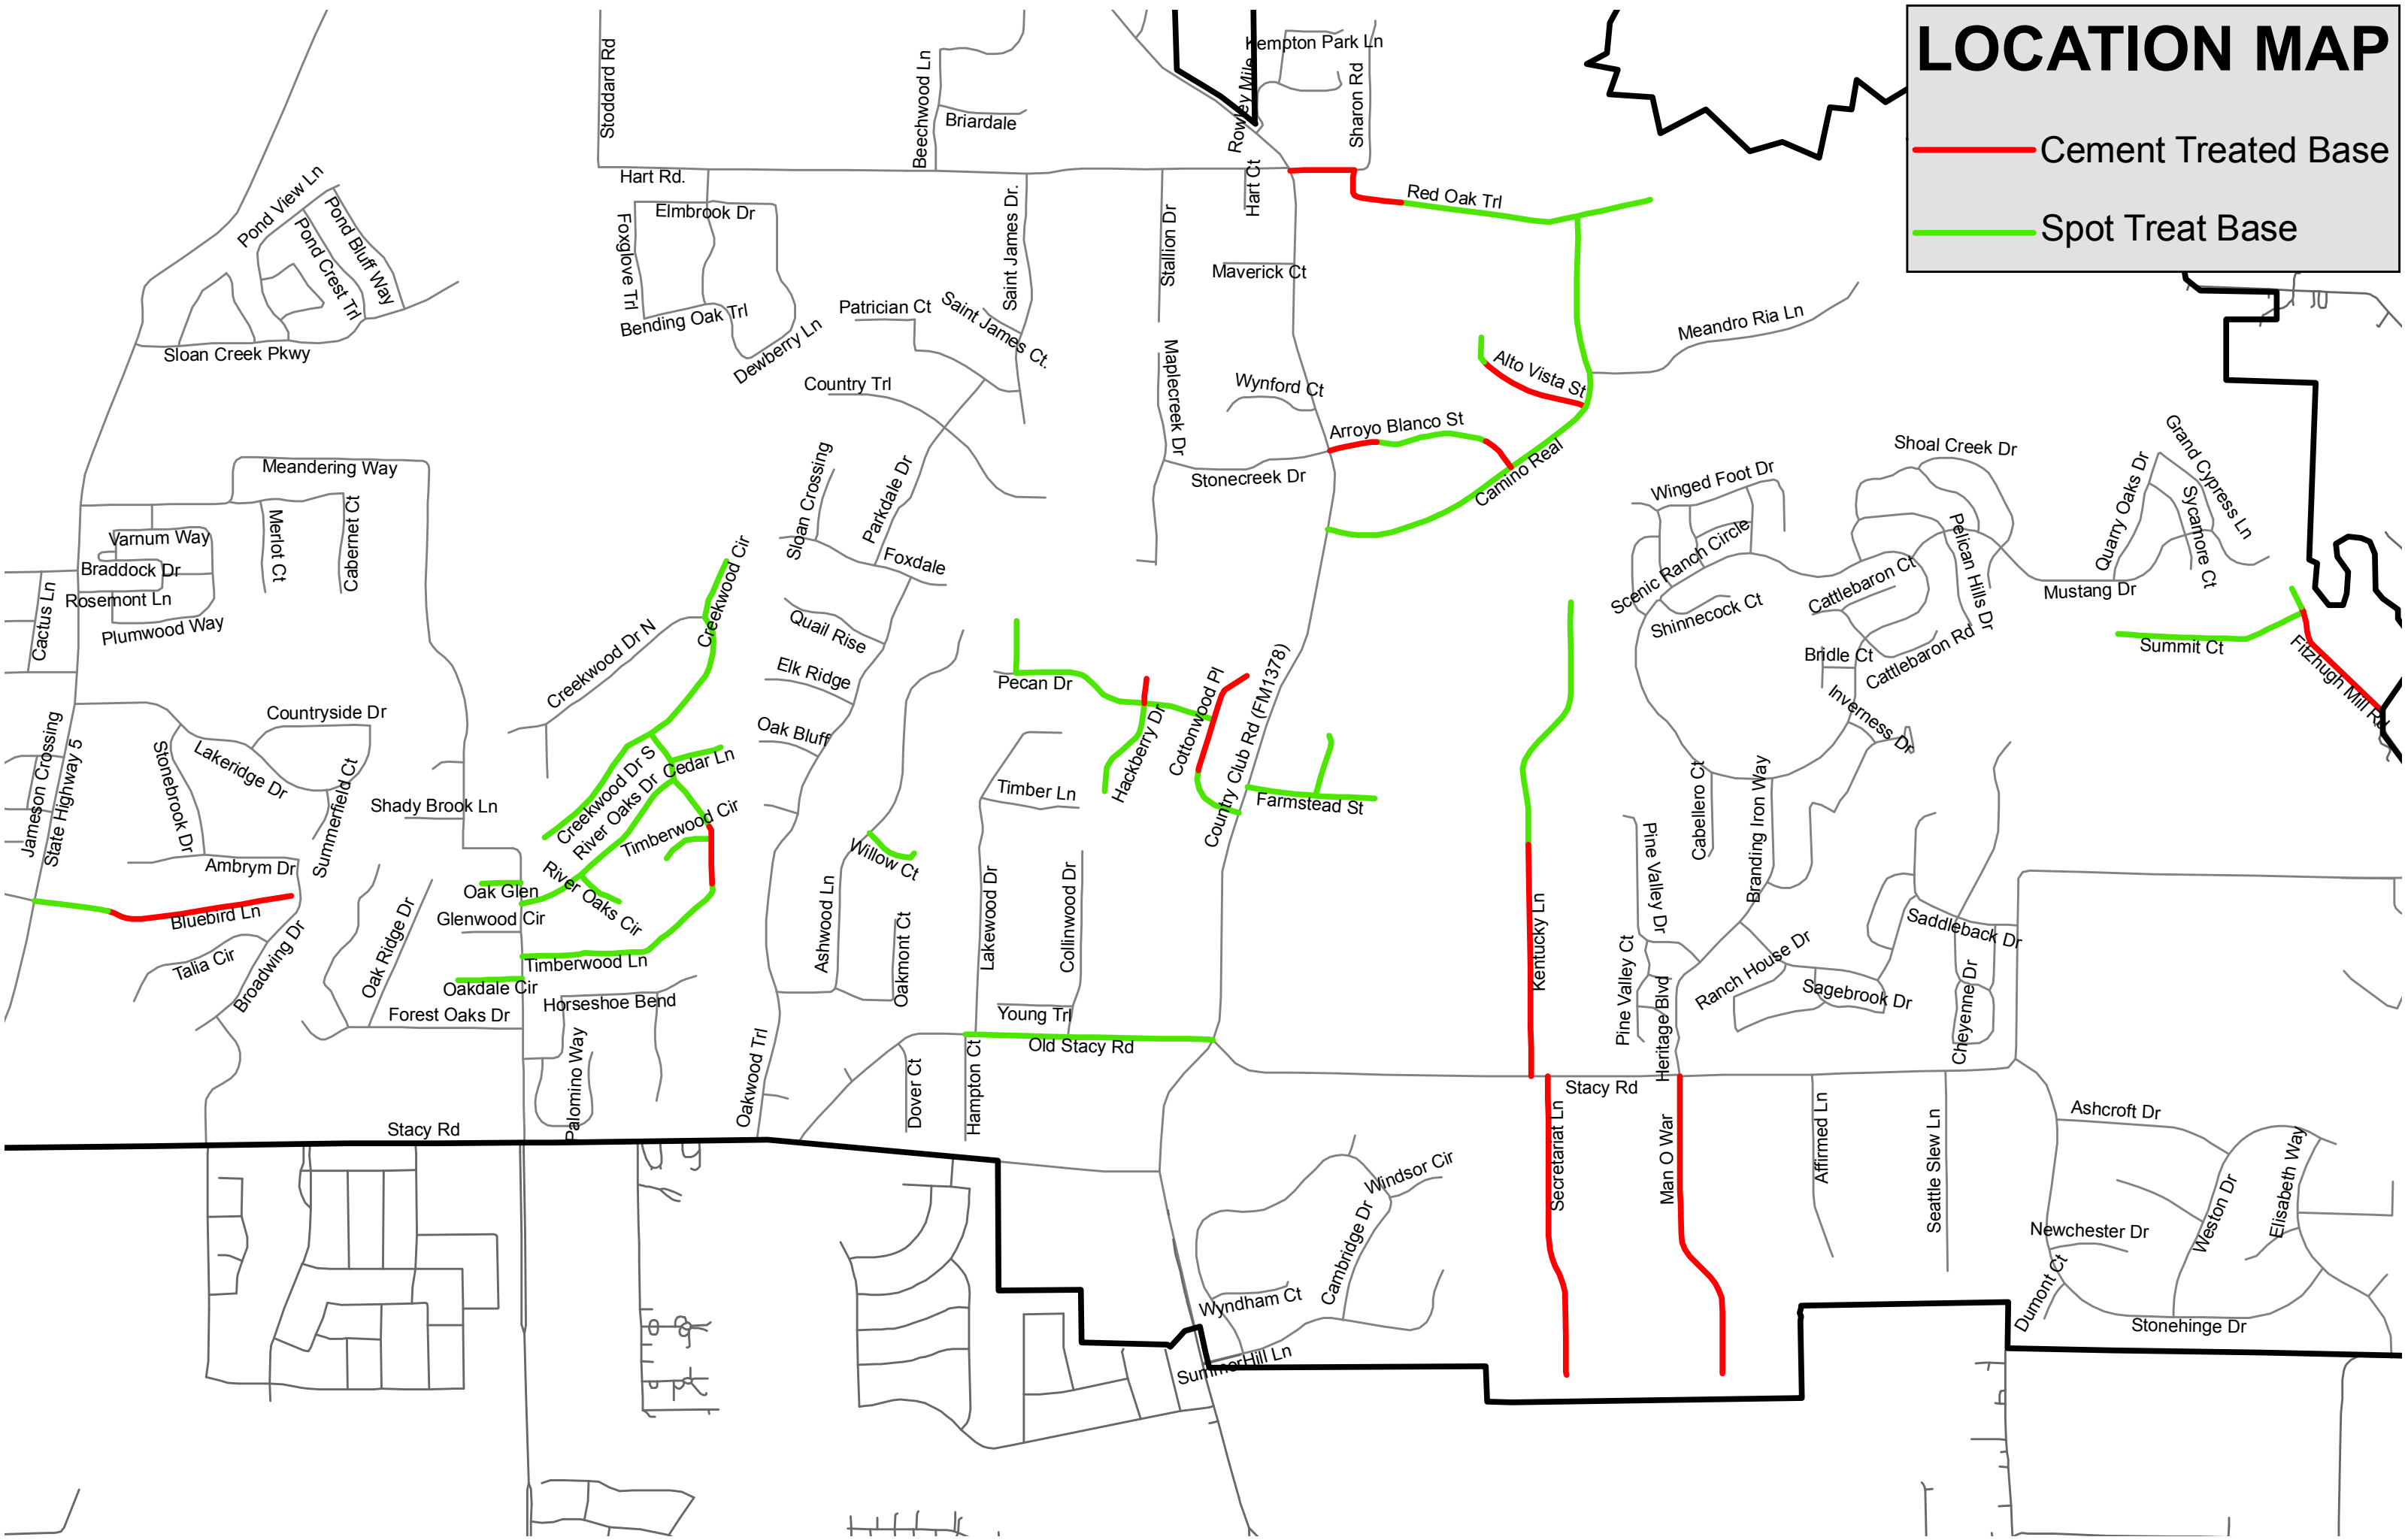 LOCATION MAP
Cement Treated Base
Spot Treat Base
Kempton Park Ln
Stoddard Rd
Beechwood Ln
Briardale
Rowley Mile
Sharon Rd
Hart Rd.
Hart Ct
Red Oak Trl
Pond View Ln
Pond Bluff Way
Pond Crest Trl
Sloan Creek Pkwy
Elmbrook Dr
Foxglove Trl
Bending Oak Trl
Dewberry Ln
Saint James Dr.
Stallion Dr
Maverick Ct
Patrician Ct
Saint James Ct.
Country Trl
Maplecreek Dr
Wynford Ct
Meandro Ria Ln
Alto Vista St
Arroyo Blanco St
Stonecreek Dr
Camino Real
Meandering Way
Merlot Ct
Cabernet Ct
Varnum Way
Braddock Dr
Rosemont Ln
Plumwood Way
Cactus Ln
Sloan Crossing
Parkdale Dr
Foxdale
Creekwood Cir
Creekwood Dr N
Quail Rise
Elk Ridge
Oak Bluff
Winged Foot Dr
Shoal Creek Dr
Scenic Ranch Circle
Shinnecock Ct
Cattlebaron Ct
Pelican Hills Dr
Cattlebaron Rd
Bridle Ct
Inverness Dr
Quarry Oaks Dr
Grand Cypress Ln
Sycamore Ct
Mustang Dr
Summit Ct
Fitzhugh Mill Rd
Pecan Dr
Hackberry Dr
Cottonwood Pl
Country Club Rd (FM1378)
Farmstead St
Countryside Dr
Lakeridge Dr
Stonebrook Dr
Summerfield Ct
Jameson Crossing
State Highway 5
Shady Brook Ln
Ambrym Dr
Bluebird Ln
Talia Cir
Broadwing Dr
Oak Ridge Dr
Creekwood Dr S
Cedar Ln
River Oaks Dr
Timberwood Cir
River Oaks Cir
Oak Glen
Glenwood Cir
Timberwood Ln
Oakdale Cir
Horseshoe Bend
Forest Oaks Dr
Palomino Way
Willow Ct
Timber Ln
Ashwood Ln
Oakmont Ct
Lakewood Dr
Collinwood Dr
Young Trl
Old Stacy Rd
Oakwood Trl
Dover Ct
Hampton Ct
Kentucky Ln
Cabellero Ct
Branding Iron Way
Pine Valley Dr
Pine Valley Ct
Heritage Blvd
Ranch House Dr
Sagebrook Dr
Saddleback Dr
Cheyenne Dr
Stacy Rd
Stacy Rd
Secretariat Ln
Man O War
Affirmed Ln
Seattle Slew Ln
Ashcroft Dr
Newchester Dr
Weston Dr
Elisabeth Way
Dumont Ct
Stonehinge Dr
Windsor Cir
Cambridge Dr
Wyndham Ct
SummerHill Ln